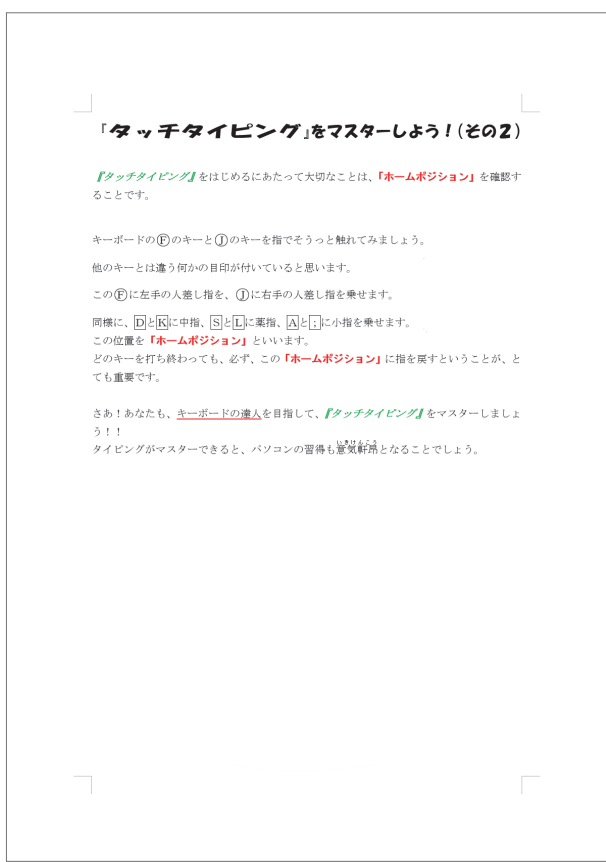 『タッチタイピング』をマスターしよう！（その２）
『タッチタイピング』をはじめるにあたって大切なことは、「ホームポジション」を確認す
ることです。
キーボードのⒻのキーとⒿのキーを指でそうっと触れてみましょう。
他のキーとは違う何かの目印が付いていると思います。
このⒻに左手の人差し指を、Ⓙに右手の人差し指を乗せます。
同様に、DとKに中指、SとLに薬指、Aと;に小指を乗せます。
この位置を「ホームポジション」といいます。
どのキーを打ち終わっても、必ず、この「ホームポジション」に指を戻すということが、と
ても重要です。
さあ！あなたも、キーボードの達人を目指して、『タッチタイピング』をマスターしましょ
う！！
いきけんこう
タイピングがマスターできると、パソコンの習得も意気軒昂となることでしょう。